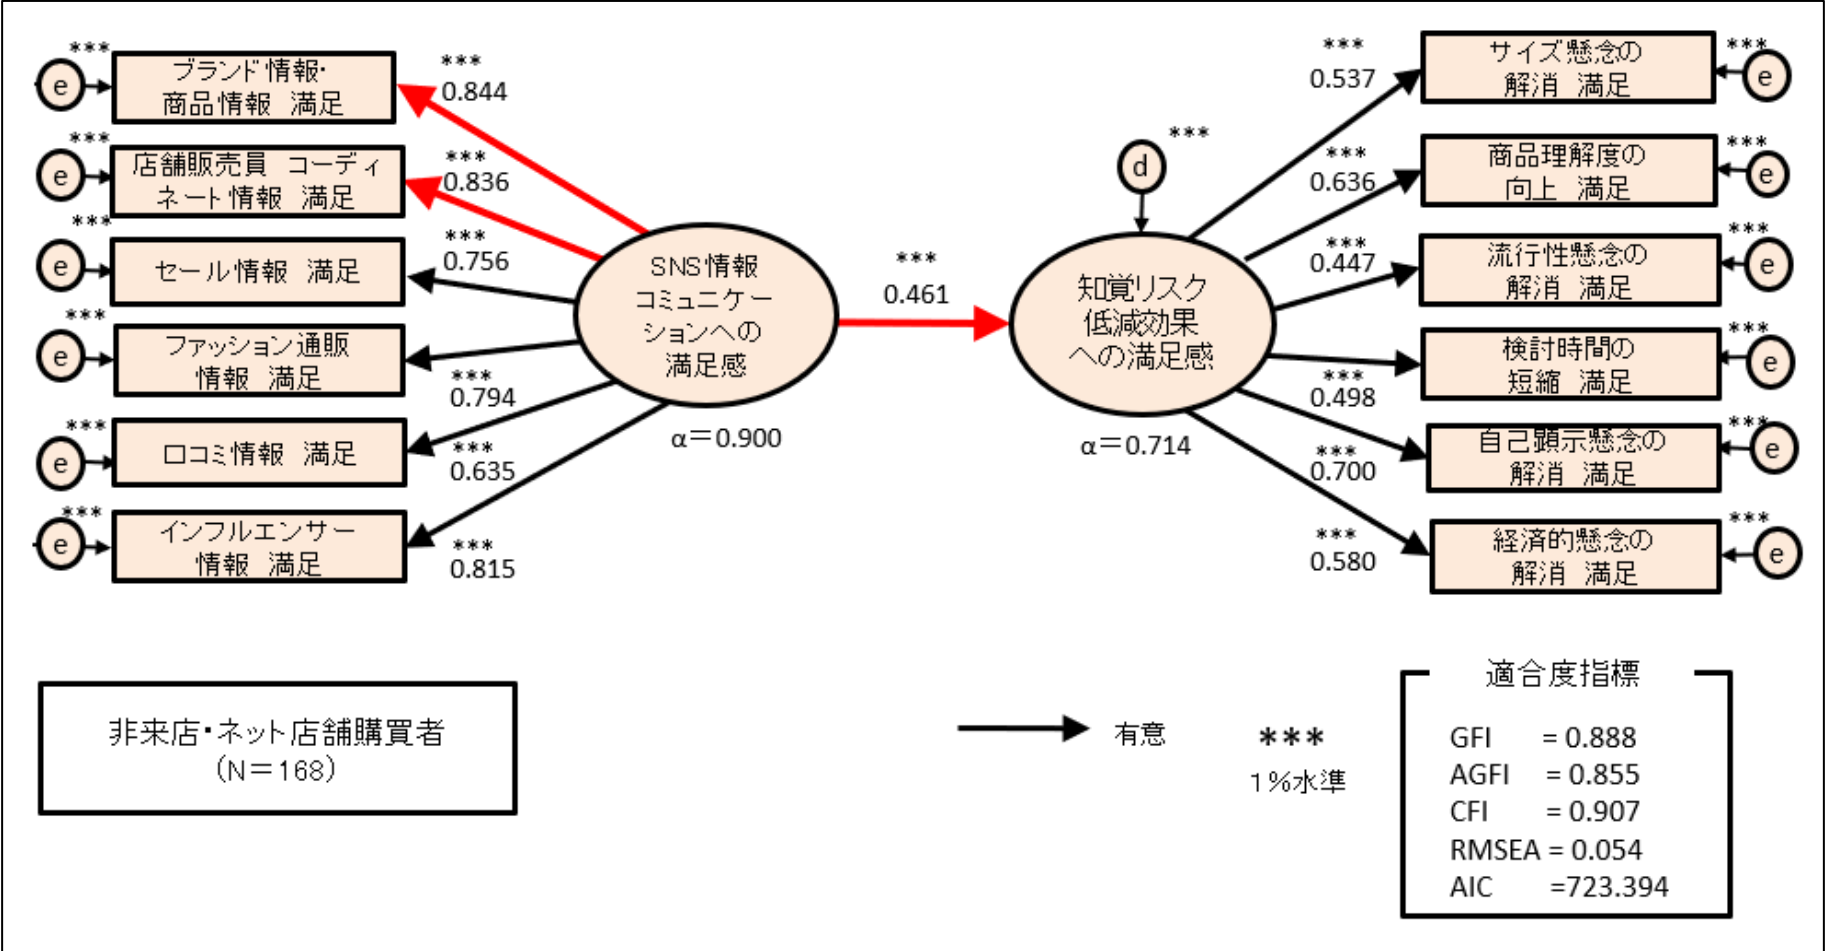 ***
e
ブランド情報・
商品情報 満足
***
0.844
***
e
店舗販売員 コーディ
ネート情報 満足
***
0.836
***
e
セール情報 満足
***
0.756
***
e
ファッション通販
情報 満足
***
0.794
***
e
口コミ情報 満足
***
0.635
***
e
インフルエンサー
情報 満足
***
0.815
SNS情報
コミュニケー
ションへの
満足感
α＝0.900
***
0.461
***
d
知覚リスク
低減効果
への満足感
α＝0.714
***
0.537
サイズ懸念の
解消 満足
***
e
***
0.636
商品理解度の
向上 満足
***
e
***
0.447
流行性懸念の
解消 満足
***
e
検討時間の
短縮 満足
***
e
***
0.498
自己顕示懸念の
解消 満足
***
e
***
0.700
経済的懸念の
解消 満足
***
e
***
0.580
非来店・ネット店舗購買者
（N＝168）
有意
***
1％水準
適合度指標
GFI = 0.888
AGFI = 0.855
CFI = 0.907
RMSEA = 0.054
AIC =723.394